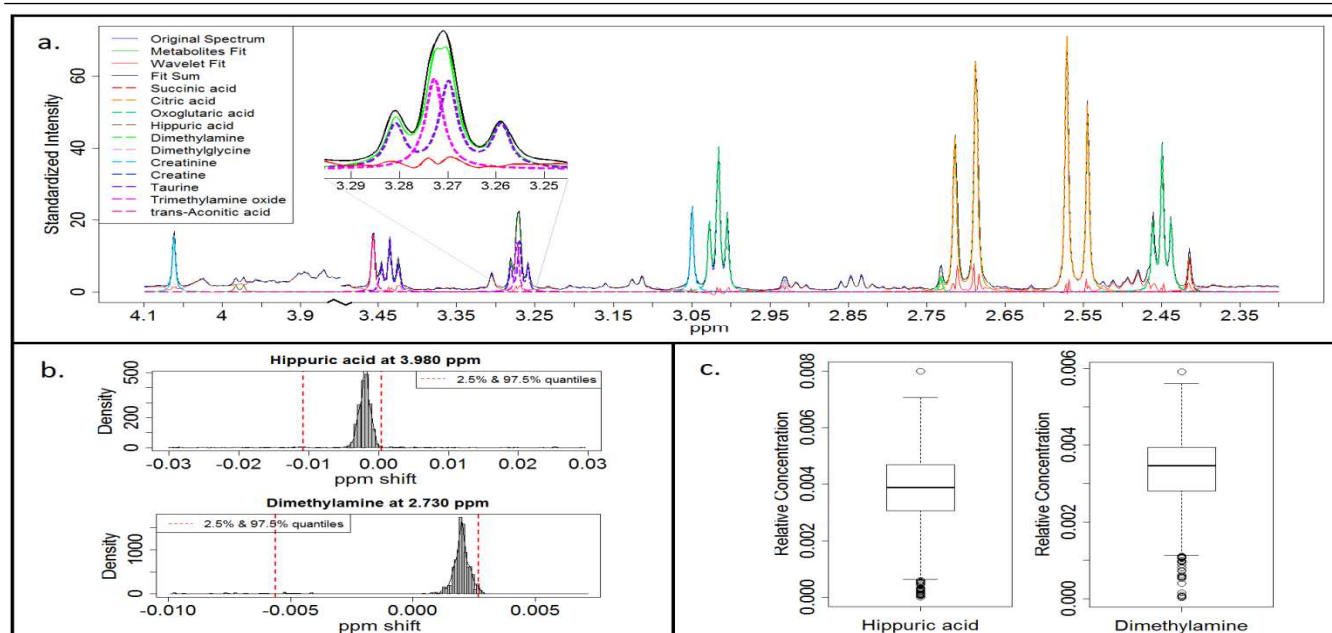 a.
Original Spectrum
Metabolites Fit
Wavelet Fit
Fit Sum
Succinic acid
Citric acid
Oxoglutaric acid
Hippuric acid
Dimethylamine
Dimethylglycine
Creatinine
Creatine
Taurine
Trimethylamine oxide
trans-Aconitic acid
3.29 3.28 3.27 3.26 3.25
Standardized Intensity
0 20 40 60
4.1 4 3.9 3.45 3.35 3.25 3.15 3.05 2.95 2.85 2.75 2.65 2.55 2.45 2.35
ppm
b.
Hippuric acid at 3.980 ppm
2.5% & 97.5% quantiles
Density
0 200 500
-0.03 -0.02 -0.01 0.00 0.01 0.02 0.03
ppm shift
Dimethylamine at 2.730 ppm
2.5% & 97.5% quantiles
Density
0 1000
-0.010 -0.005 0.000 0.005
ppm shift
c.
Relative Concentration
0.000 0.002 0.004 0.006 0.008
Hippuric acid
Relative Concentration
0.000 0.002 0.004 0.006
Dimethylamine